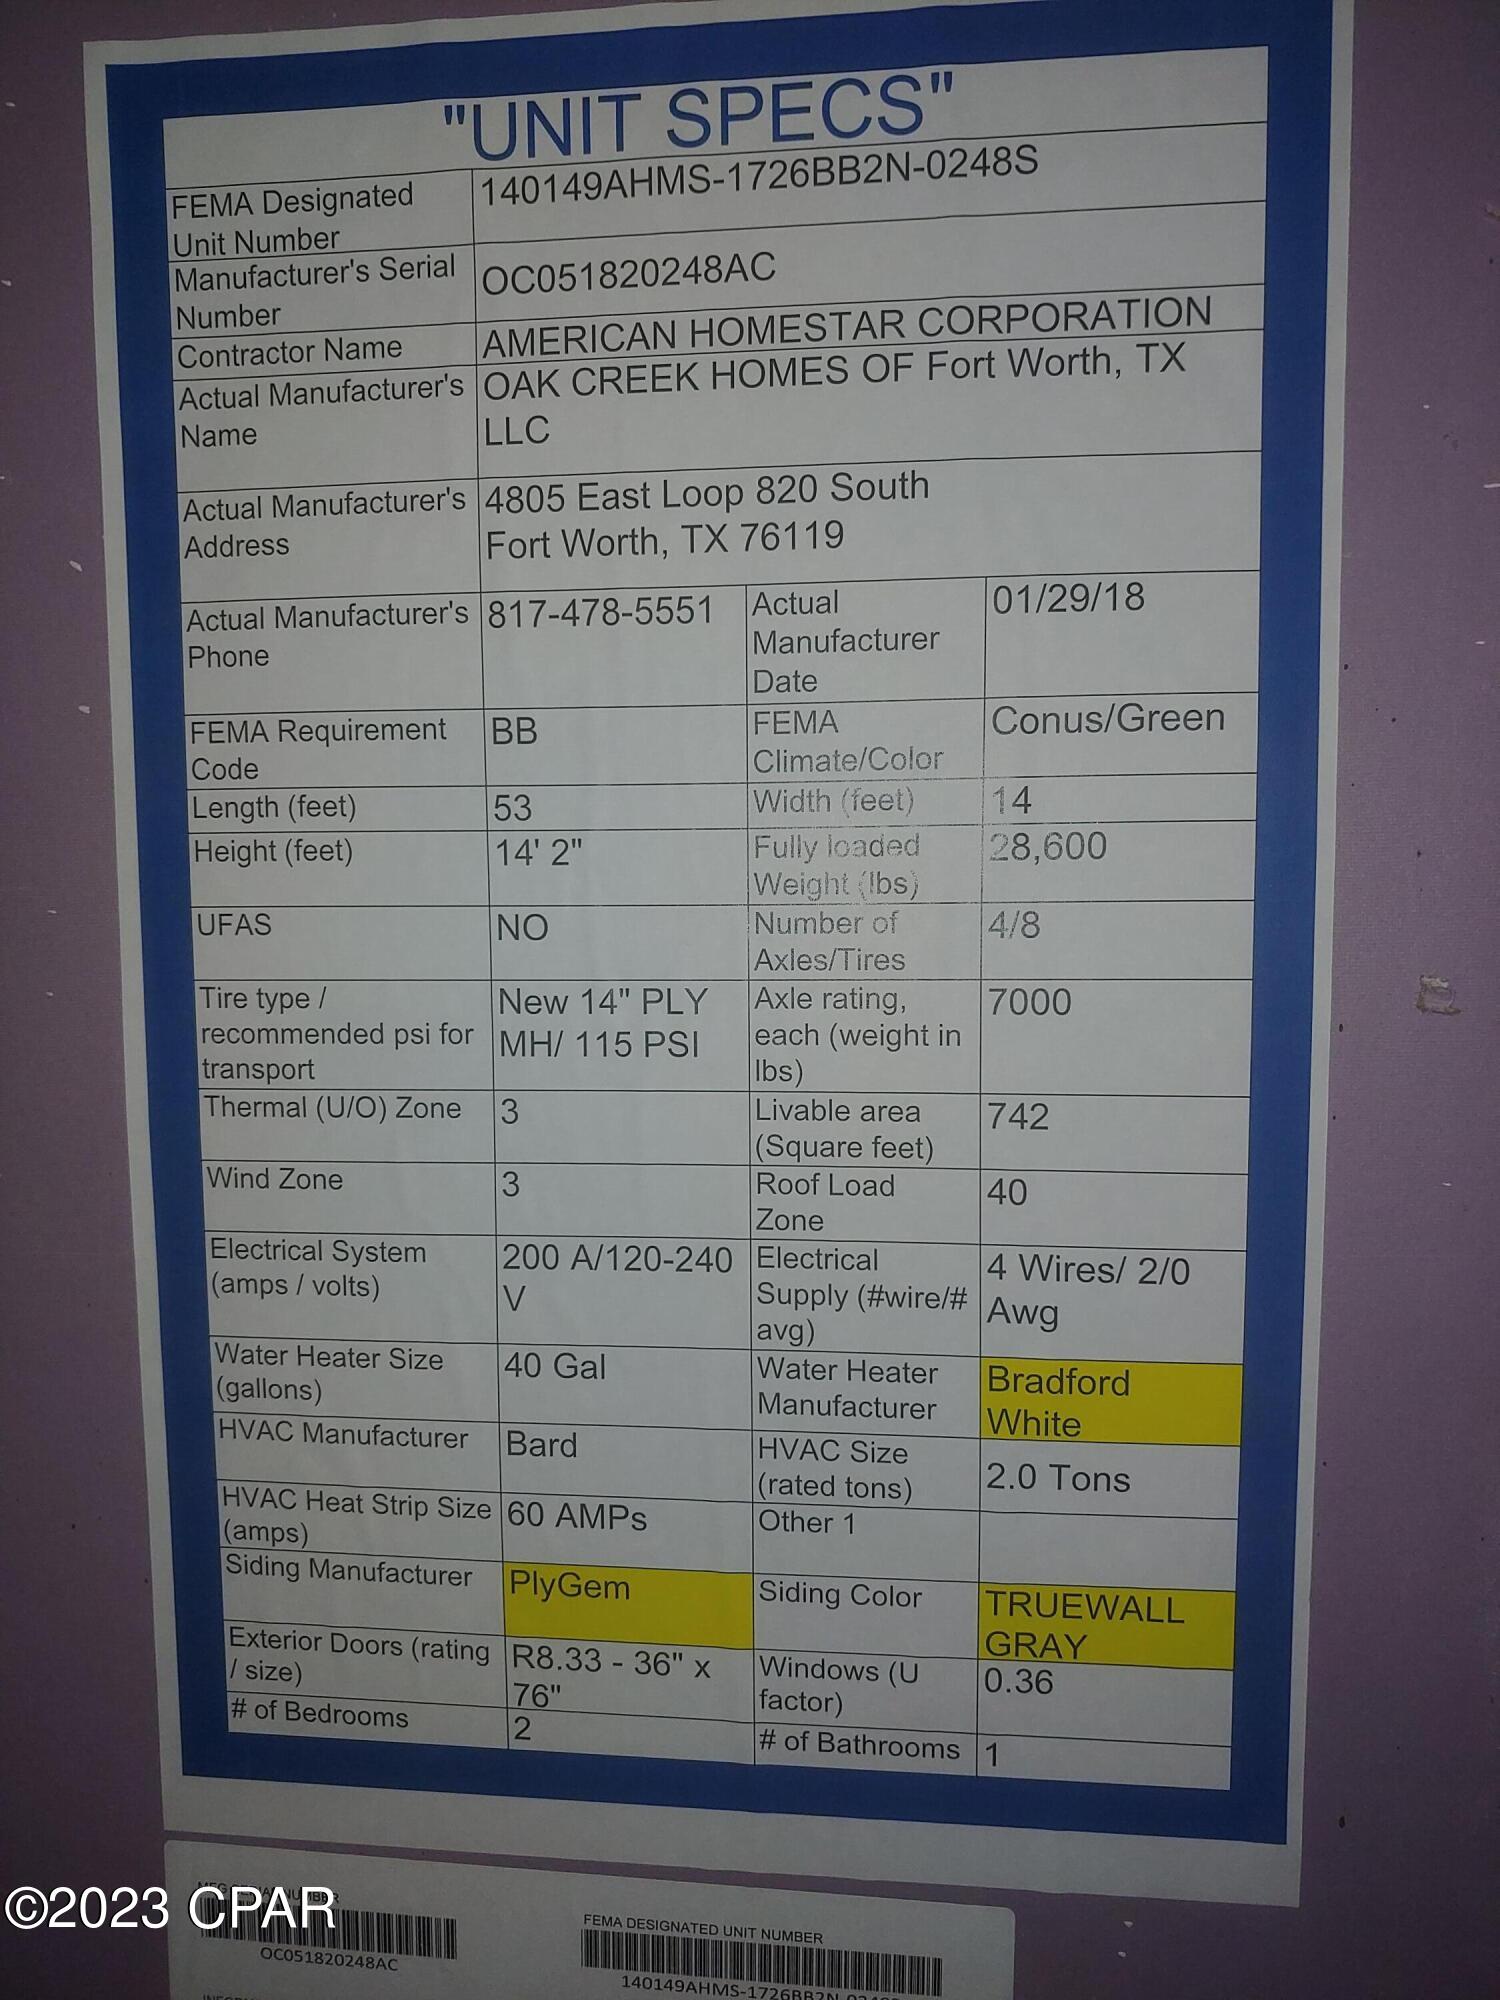 "UNIT SPECS"
FEMA Designated
Unit Number
140149AHMS-1726BB2N-0248S
Manufacturer's Serial
Number
OC051820248AC
Contractor Name
AMERICAN HOMESTAR CORPORATION
Actual Manufacturer's
Name
OAK CREEK HOMES OF Fort Worth, TX
LLC
Actual Manufacturer's
Address
4805 East Loop 820 South
Fort Worth, TX 76119
Actual Manufacturer's
Phone
817-478-5551
Actual
Manufacturer
Date
01/29/18
FEMA Requirement
Code
BB
FEMA
Climate/Color
Conus/Green
Length (feet)
53
Width (feet)
14
Height (feet)
14' 2"
Fully loaded
Weight (lbs)
28,600
UFAS
NO
Number of
Axles/Tires
4/8
Tire type /
recommended psi for
transport
New 14" PLY
MH/ 115 PSI
Axle rating,
each (weight in
lbs)
7000
Thermal (U/O) Zone
3
Livable area
(Square feet)
742
Wind Zone
3
Roof Load
Zone
40
Electrical System
(amps / volts)
200 A/120-240
V
Electrical
Supply (#wire/#
avg)
4 Wires/ 2/0
Awg
Water Heater Size
(gallons)
40 Gal
Water Heater
Manufacturer
Bradford
White
HVAC Manufacturer
Bard
HVAC Size
(rated tons)
2.0 Tons
HVAC Heat Strip Size
(amps)
60 AMPs
Other 1
Siding Manufacturer
PlyGem
Siding Color
TRUEWALL
GRAY
Exterior Doors (rating
/ size)
R8.33 - 36" x
76"
Windows (U
factor)
0.36
# of Bedrooms
2
# of Bathrooms
1
MFG SERIAL NUMBER
OC051820248AC
FEMA DESIGNATED UNIT NUMBER
140149AHMS-1726BB2N-0248S
©2023 CPAR